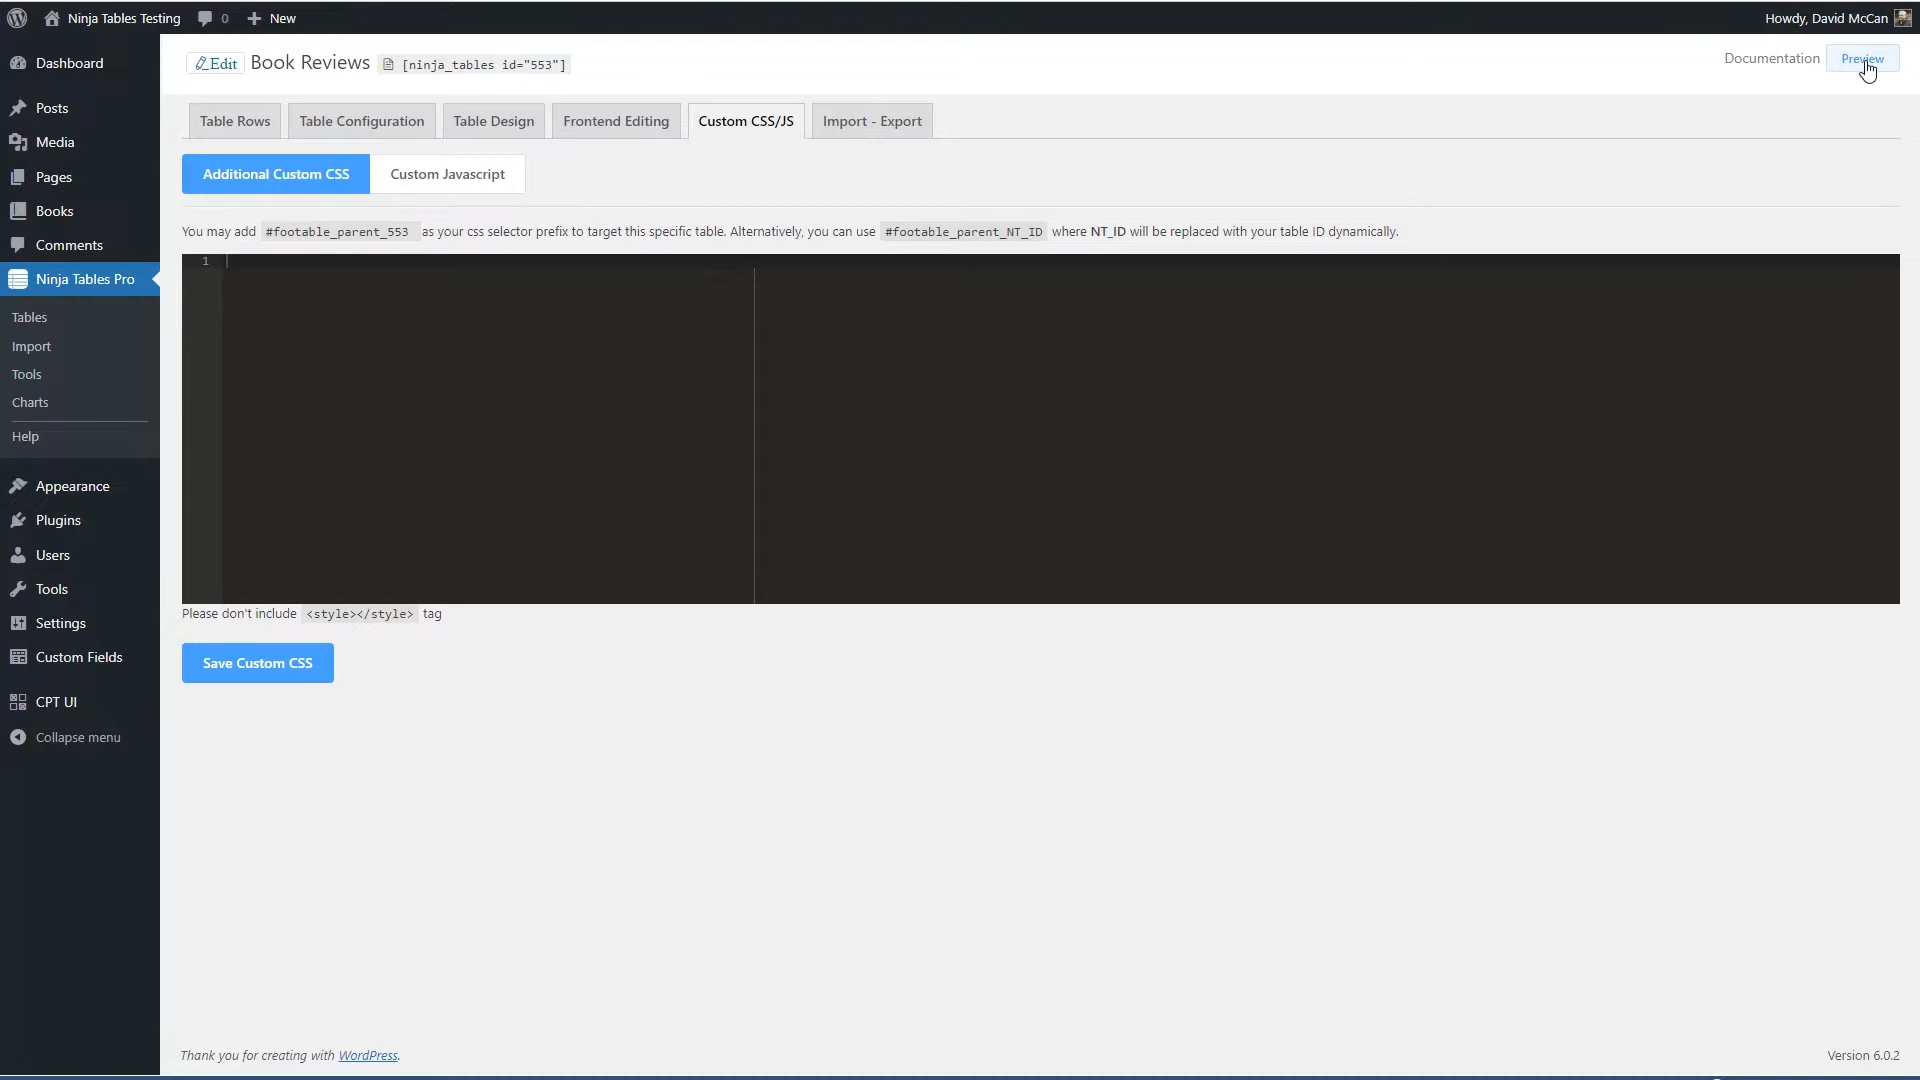 Ninja Tables Testing 0 New Howdy, David McCan
Dashboard
Posts
Media
Pages
Books
Comments
Ninja Tables Pro
Tables
Import
Tools
Charts
Help
Appearance
Plugins
Users
Tools
Settings
Custom Fields
CPT UI
Collapse menu
Edit Book Reviews [ninja_tables id="553"] Documentation Preview
Table Rows Table Configuration Table Design Frontend Editing Custom CSS/JS Import - Export
Additional Custom CSS Custom Javascript
You may add #footable_parent_553 as your css selector prefix to target this specific table. Alternatively, you can use #footable_parent_NT_ID where NT_ID will be replaced with your table ID dynamically.
1
Please don't include <style></style> tag
Save Custom CSS
Thank you for creating with WordPress. Version 6.0.2